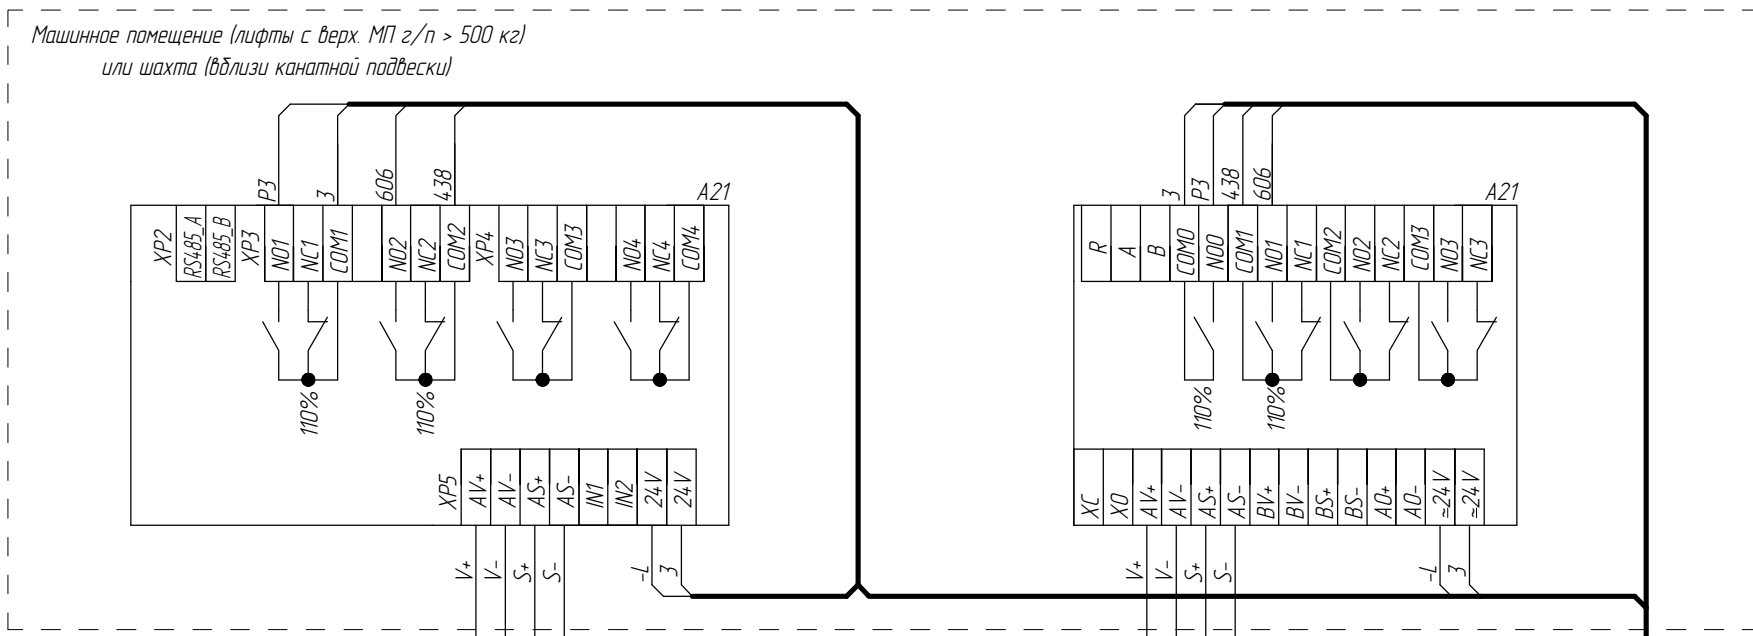 Машинное помещение (лифты с верх. МП г/п > 500 кг)
или шахта (вблизи канатной подвески)
P3
3
606
438
A21
XP2
RS485_A
RS485_B
XP3
NO1
NC1
COM1
NO2
NC2
COM2
XP4
NO3
NC3
COM3
NO4
NC4
COM4
110%
110%
XP5
AV+
AV-
AS+
AS-
IN1
IN2
24V
24V
V+
V-
S+
S-
-L
3
3
P3
438
606
A21
R
A
B
COM0
NO0
COM1
NO1
NC1
COM2
NO2
NC2
COM3
NO3
NC3
110%
110%
XC
XO
AV+
AV-
AS+
AS-
BV+
BV-
BS+
BS-
AO+
AO-
≂24V
≂24V
V+
V-
S+
S-
-L
3